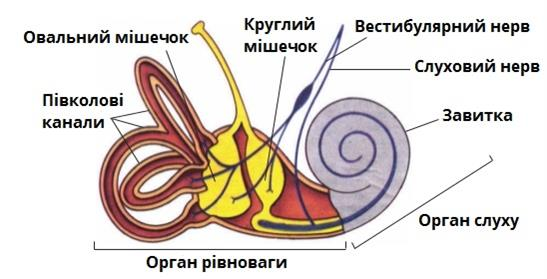 Овальний мішечок
Круглий
мішечок
Вестибулярний нерв
Слуховий нерв
Півколові
канали
Завитка
Орган слуху
Орган рівноваги